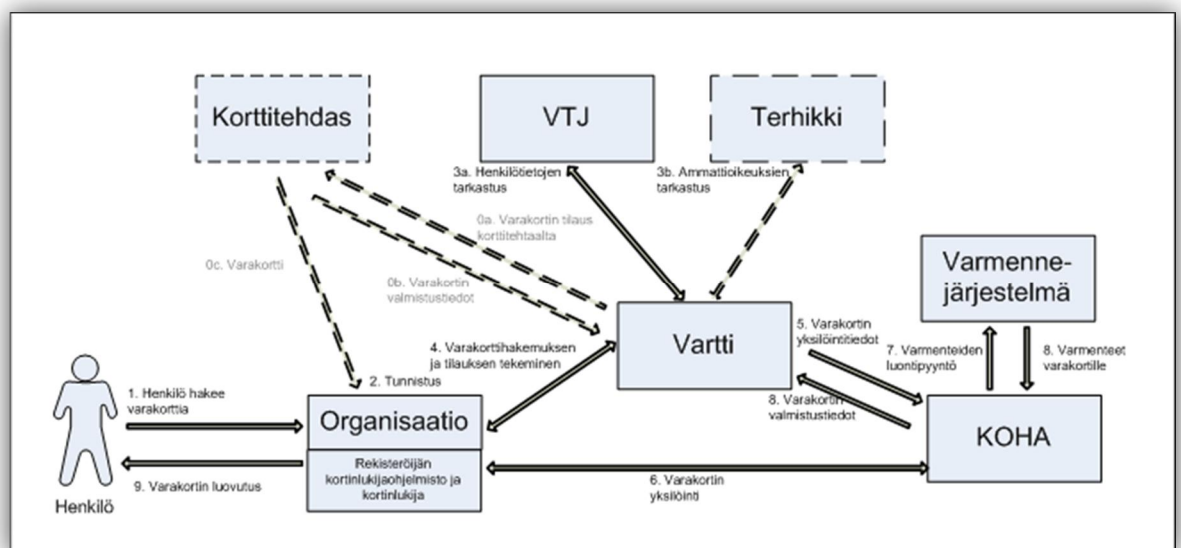 Korttitehdas
VTJ
Terhikki
3a. Henkilötietojen
tarkastus
3b. Ammattioikeuksien
tarkastus
0a. Varakortin tilaus
korttitehtaalta
0c. Varakortti
0b. Varakortin
valmistustiedot
Varmenne-
järjestelmä
Vartti
5. Varakortin
yksilöintitiedot
4. Varakorttihakemuksen
ja tilauksen tekeminen
7. Varmenteiden
luontipyyntö
8. Varmenteet
varakortille
2. Tunnistus
1. Henkilö hakee
varakorttia
8. Varakortin
valmistustiedot
Organisaatio
KOHA
Rekisteröijän
kortinlukijaohjelmisto ja
kortinlukija
9. Varakortin luovutus
6. Varakortin
yksilöinti
Henkilö